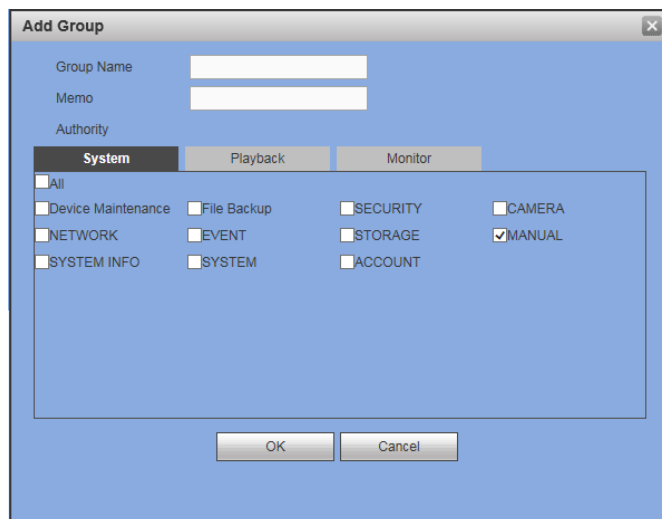 Add Group
Group Name
Memo
Authority
System Playback Monitor
All
Device Maintenance File Backup SECURITY CAMERA
NETWORK EVENT STORAGE MANUAL
SYSTEM INFO SYSTEM ACCOUNT
OK Cancel